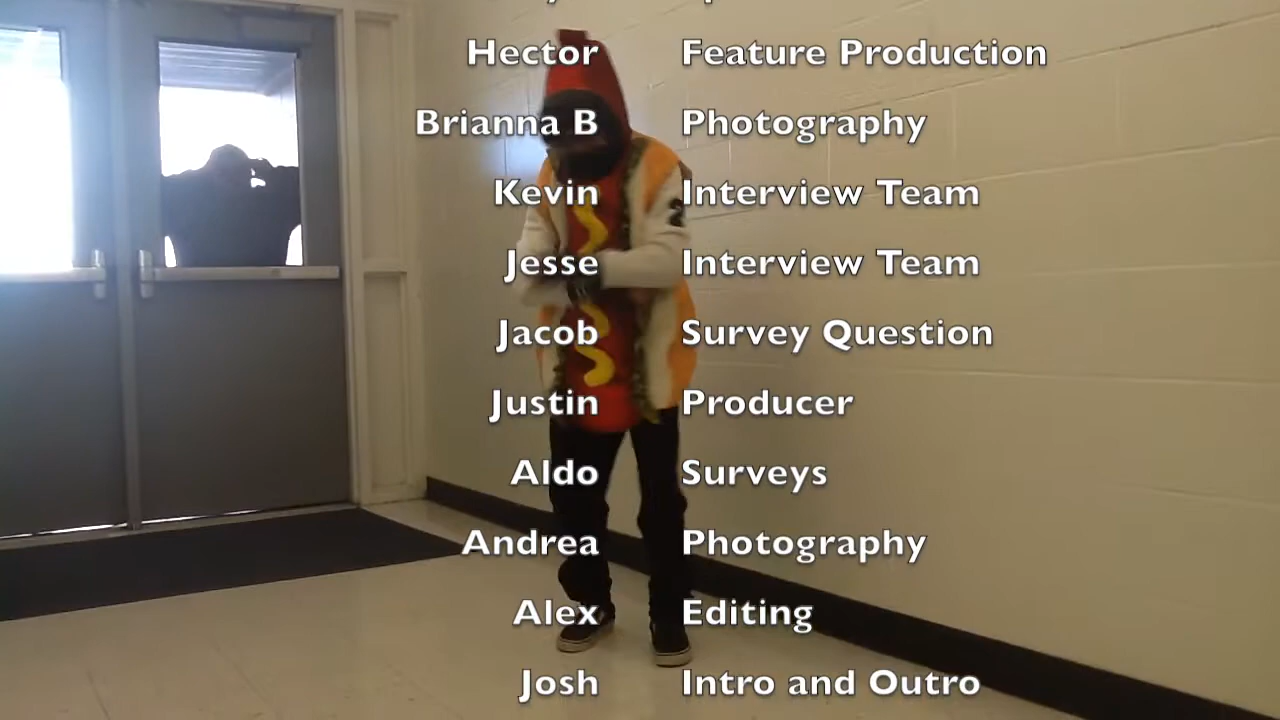 Hector Feature Production
Brianna B Photography
Kevin Interview Team
Jesse Interview Team
Jacob Survey Question
Justin Producer
Aldo Surveys
Andrea Photography
Alex Editing
Josh Intro and Outro